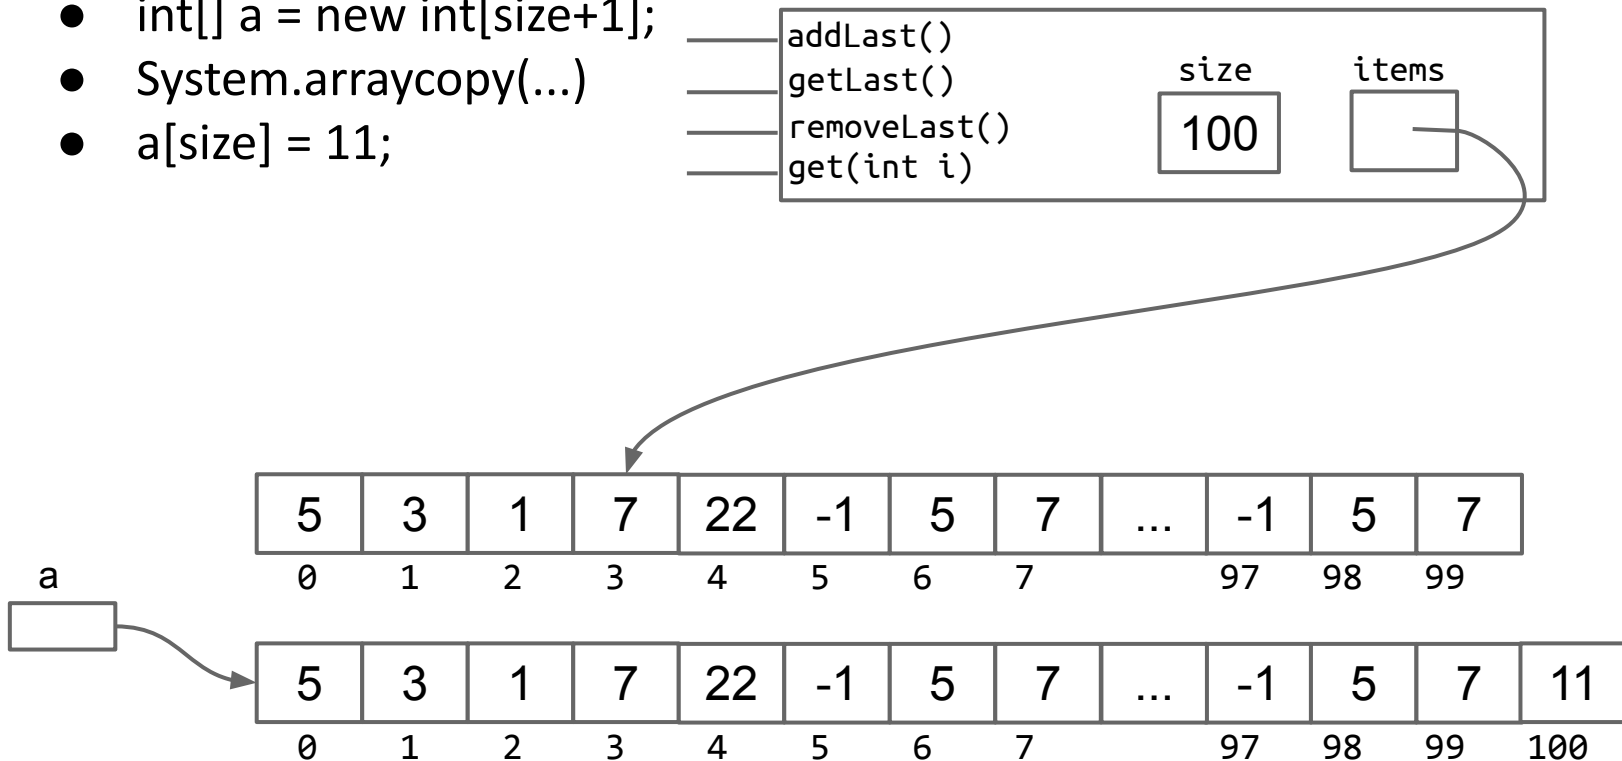 ● int[] a = new int[size+1];
● System.arraycopy(...)
● a[size] = 11;
addLast()
getLast()
removeLast()
get(int i)
size items
100
5 3 1 7 22 -1 5 7 ... -1 5 7
0 1 2 3 4 5 6 7 97 98 99
a
5 3 1 7 22 -1 5 7 ... -1 5 7 11
0 1 2 3 4 5 6 7 97 98 99 100